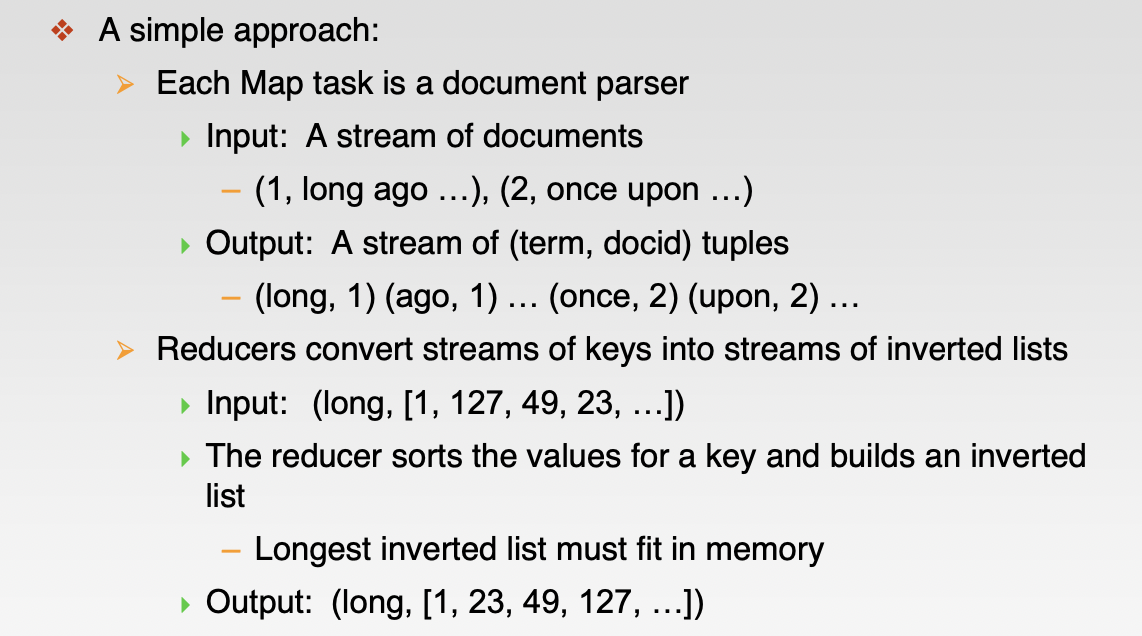 A simple approach:
Each Map task is a document parser
Input:  A stream of documents
– (1, long ago …), (2, once upon …)
Output:  A stream of (term, docid) tuples
– (long, 1) (ago, 1) … (once, 2) (upon, 2) …
Reducers convert streams of keys into streams of inverted lists
Input:   (long, [1, 127, 49, 23, …])
The reducer sorts the values for a key and builds an inverted
list
– Longest inverted list must fit in memory
Output:  (long, [1, 23, 49, 127, …])